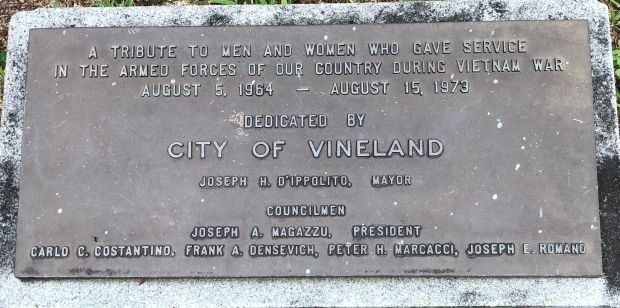 A TRIBUTE TO MEN AND WOMEN WHO GAVE SERVICE
IN THE ARMED FORCES OF OUR COUNTRY DURING VIETNAM WAR
AUGUST 5, 1964 — AUGUST 15, 1973
DEDICATED BY
CITY OF VINELAND
JOSEPH H. D'IPPOLITO, MAYOR
COUNCILMEN
JOSEPH A. MAGAZZU, PRESIDENT
CARLO C. COSTANTINO, FRANK A. DENSEVICH, PETER H. MARCACCI, JOSEPH E. ROMANO